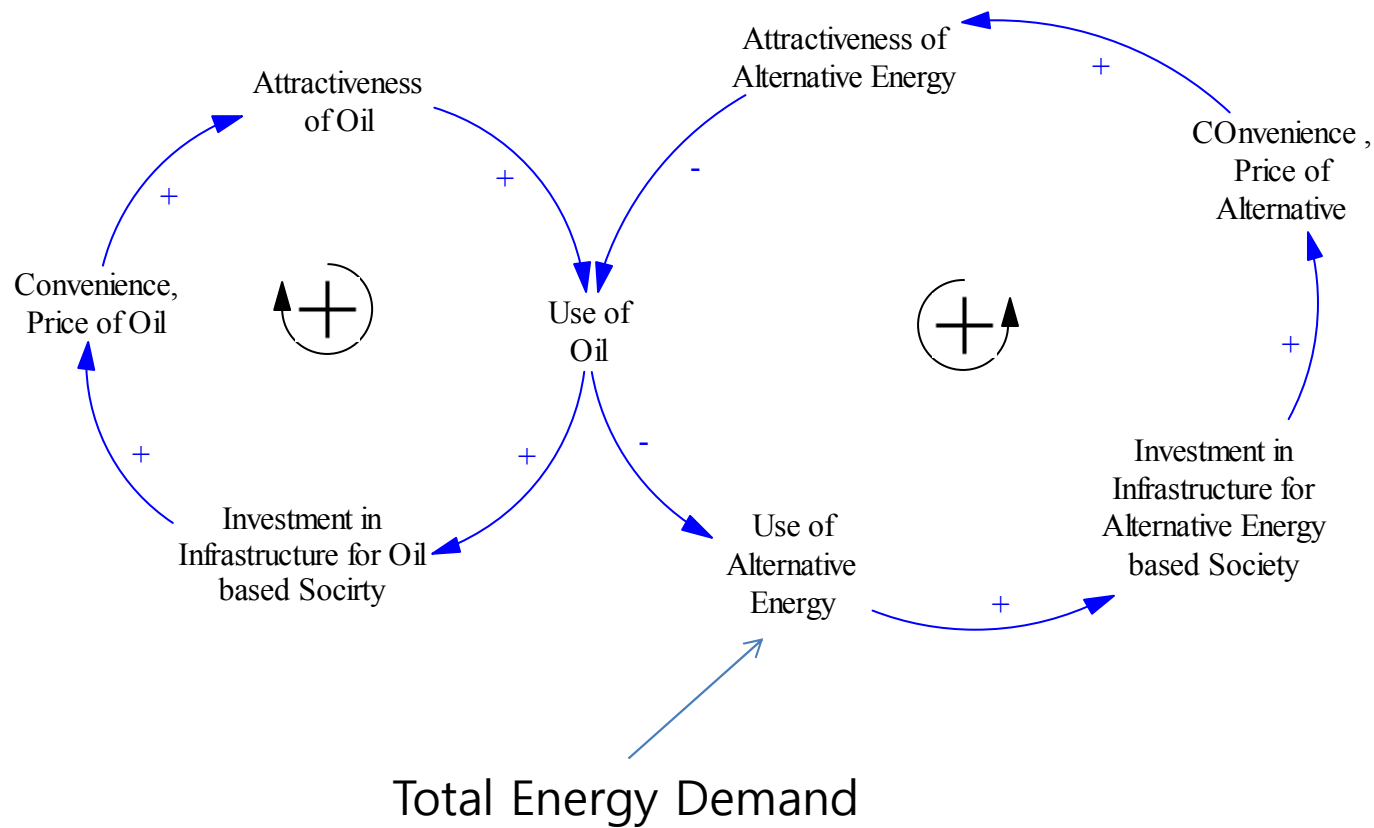 Attractiveness
of Oil
+
+
Convenience,
Price of Oil
+
Investment in
Infrastructure for Oil
based Socirty
+
Use of
Oil
-
Attractiveness of
Alternative Energy
-
+
COnvenience ,
Price of
Alternative
+
Investment in
Infrastructure for
Alternative Energy
based Society
+
Use of
Alternative
Energy
+
+
Total Energy Demand